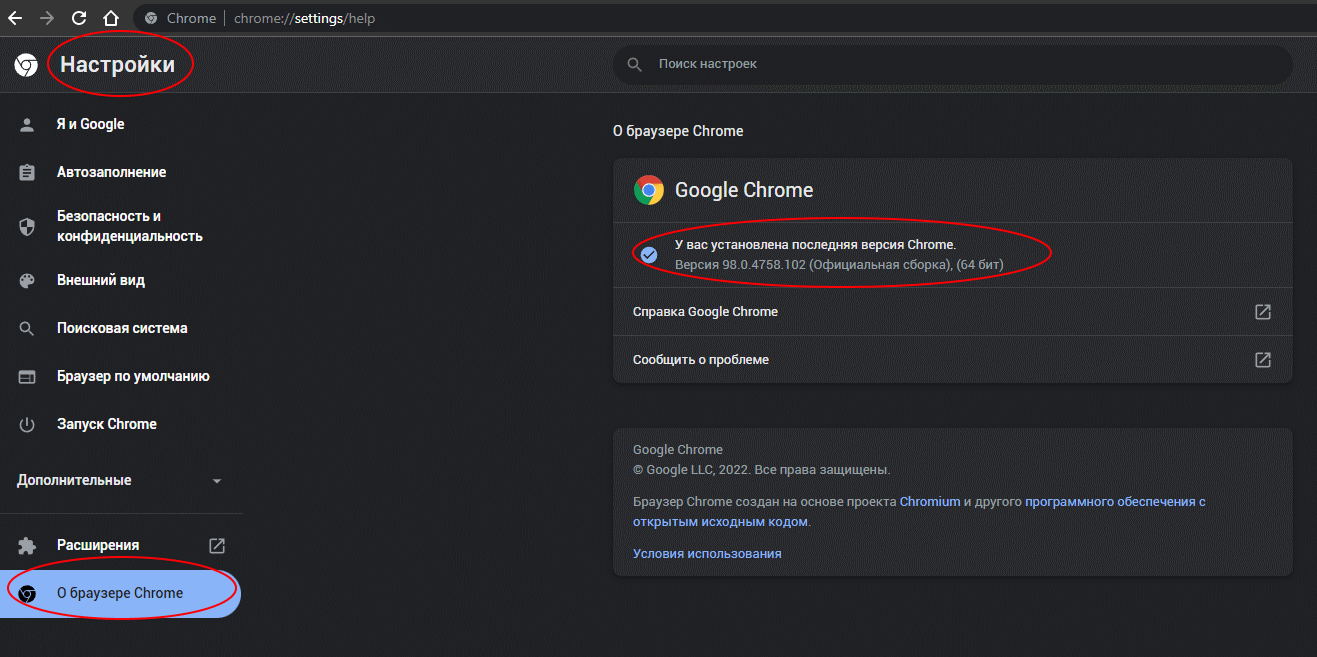 Chrome | chrome://settings/help
Настройки
Поиск настроек
Я и Google
Автозаполнение
Безопасность и
конфиденциальность
Внешний вид
Поисковая система
Браузер по умолчанию
Запуск Chrome
Дополнительные
Расширения
О браузере Chrome
О браузере Chrome
Google Chrome
У вас установлена последняя версия Chrome.
Версия 98.0.4758.102 (Официальная сборка), (64 бит)
Справка Google Chrome
Сообщить о проблеме
Google Chrome
© Google LLC, 2022. Все права защищены.
Браузер Chrome создан на основе проекта Chromium и другого программного обеспечения с
открытым исходным кодом.
Условия использования